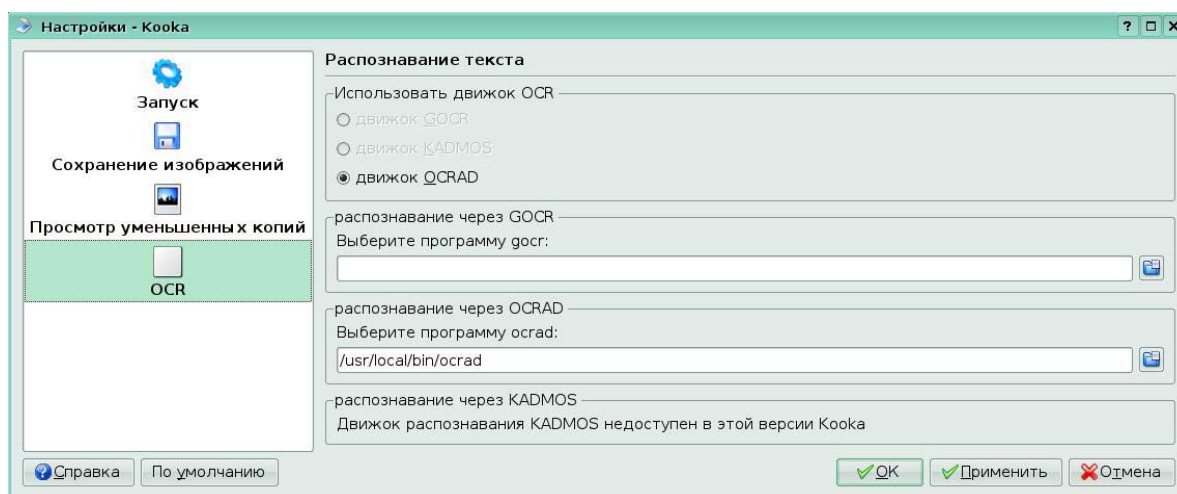 Настройки - Kooka
Запуск
Сохранение изображений
Просмотр уменьшенных копий
OCR
Распознавание текста
Использовать движок OCR
движок GOCR
движок KADMOS
движок OCRAD
распознавание через GOCR
Выберите программу gocr:
распознавание через OCRAD
Выберите программу ocrad:
/usr/local/bin/ocrad
распознавание через KADMOS
Движок распознавания KADMOS недоступен в этой версии Kooka
Справка По умолчанию OK Применить Отмена